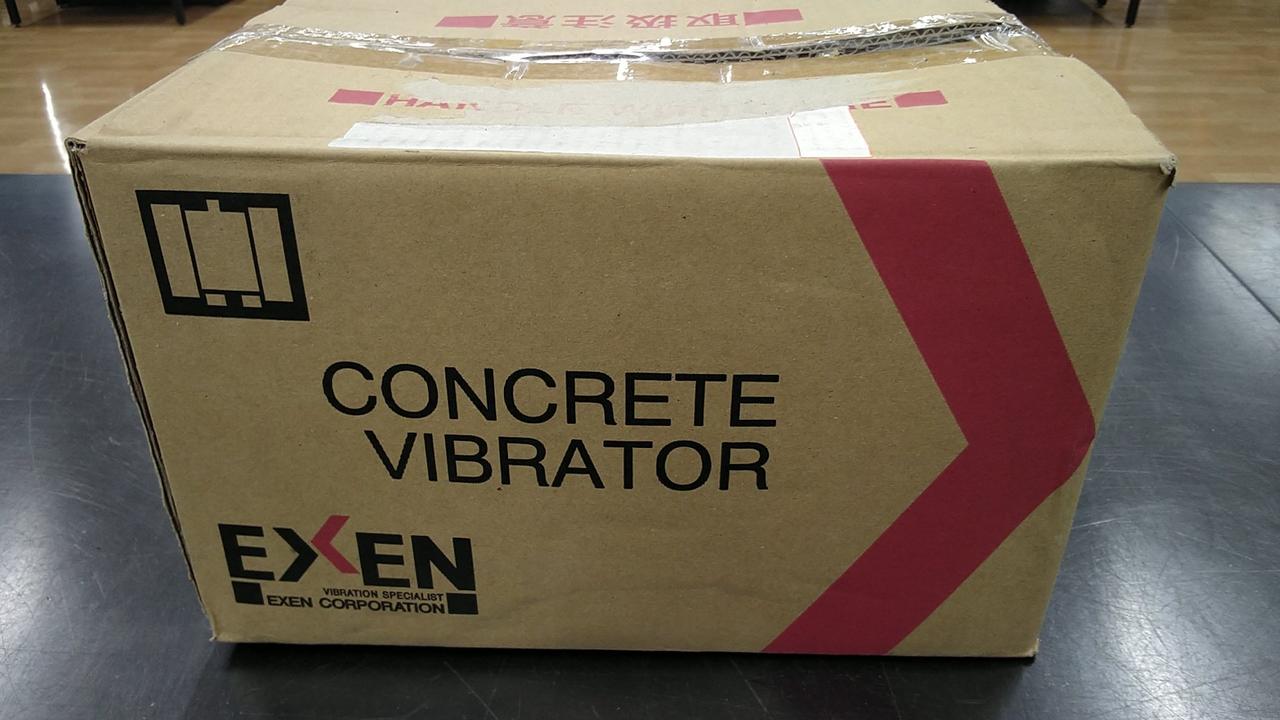 取扱注意
CONCRETE
VIBRATOR
EXEN
VIBRATION SPECIALIST
EXEN CORPORATION